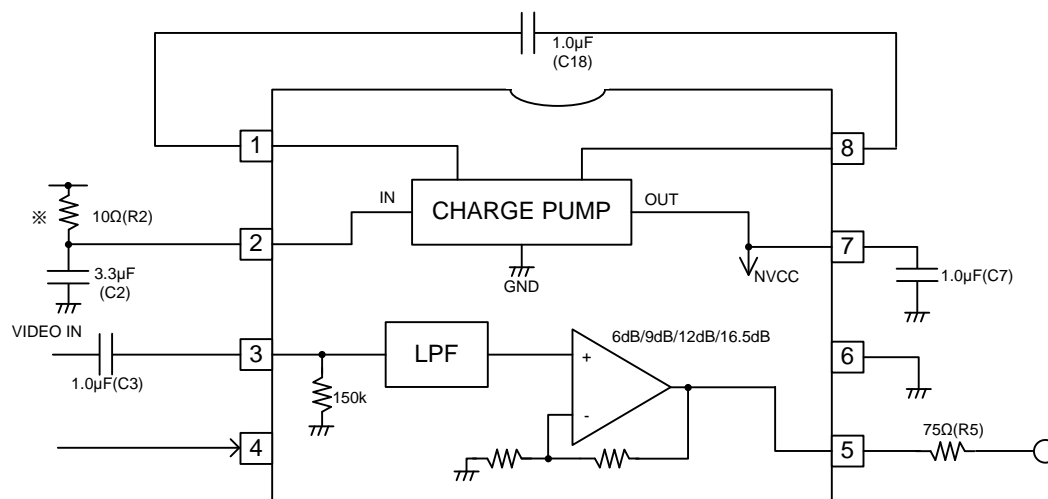 1.0µF
(C18)
1
8
※
10Ω(R2)
IN
CHARGE PUMP
OUT
2
7
3.3µF
(C2)
GND
NVCC
1.0µF(C7)
VIDEO IN
6dB/9dB/12dB/16.5dB
3
LPF
+
6
1.0µF(C3)
150k
-
4
5
75Ω(R5)